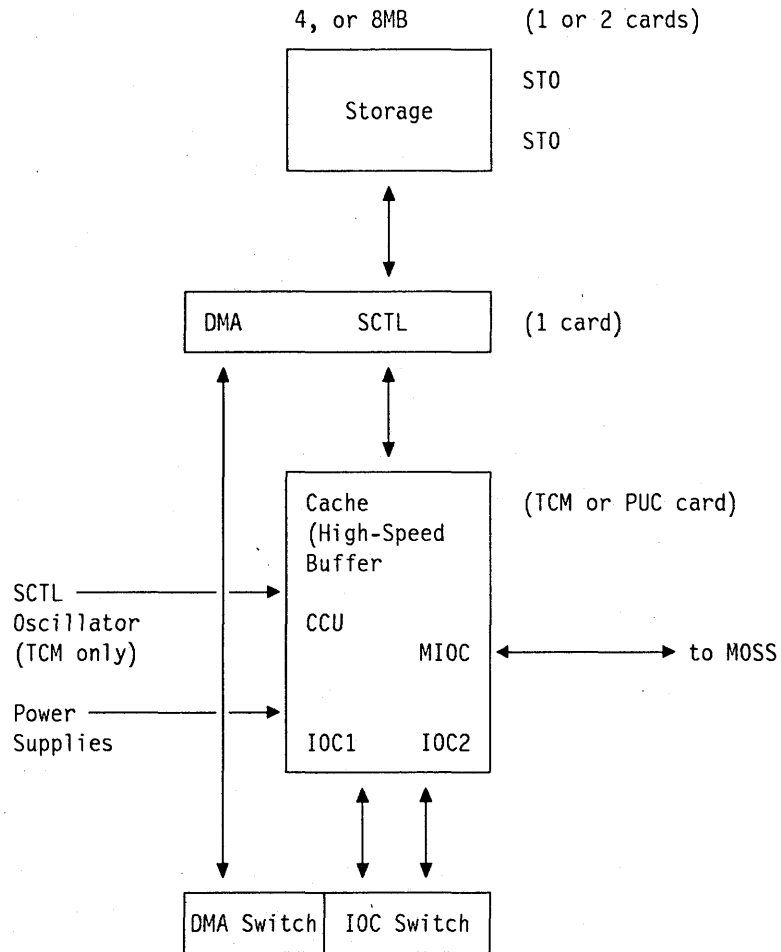 4, or 8MB (1 or 2 cards)
STO
Storage
STO
DMA SCTL (1 card)
Cache (TCM or PUC card)
(High-Speed
Buffer
SCTL
Oscillator
(TCM only)
CCU
MIOC
to MOSS
Power
Supplies
IOC1 IOC2
DMA Switch IOC Switch